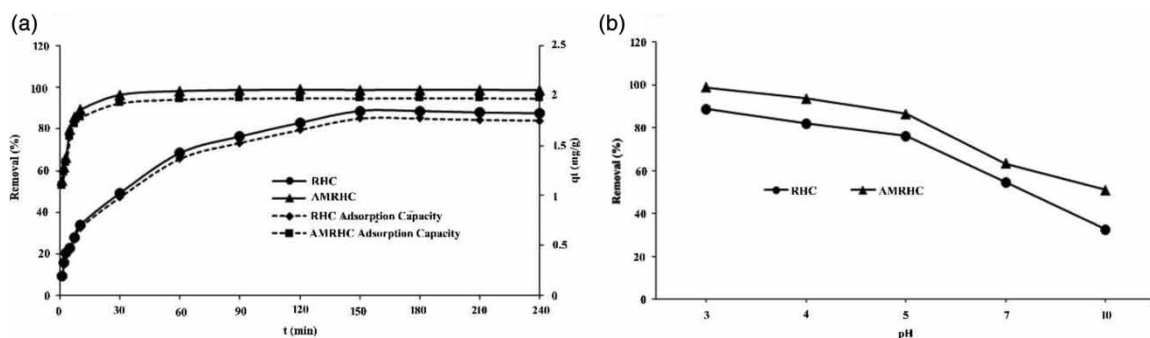 (a)
120
100
80
60
40
20
0
Removal (%)
2.5
2
1.5
1
0.5
0
qt (mg/g)
RHC
AMRHC
RHC Adsorption Capacity
AMRHC Adsorption Capacity
0 30 60 90 120 150 180 210 240
t (min)
(b)
120
100
80
60
40
20
0
Removal (%)
RHC AMRHC
3 4 5 7 10
pH